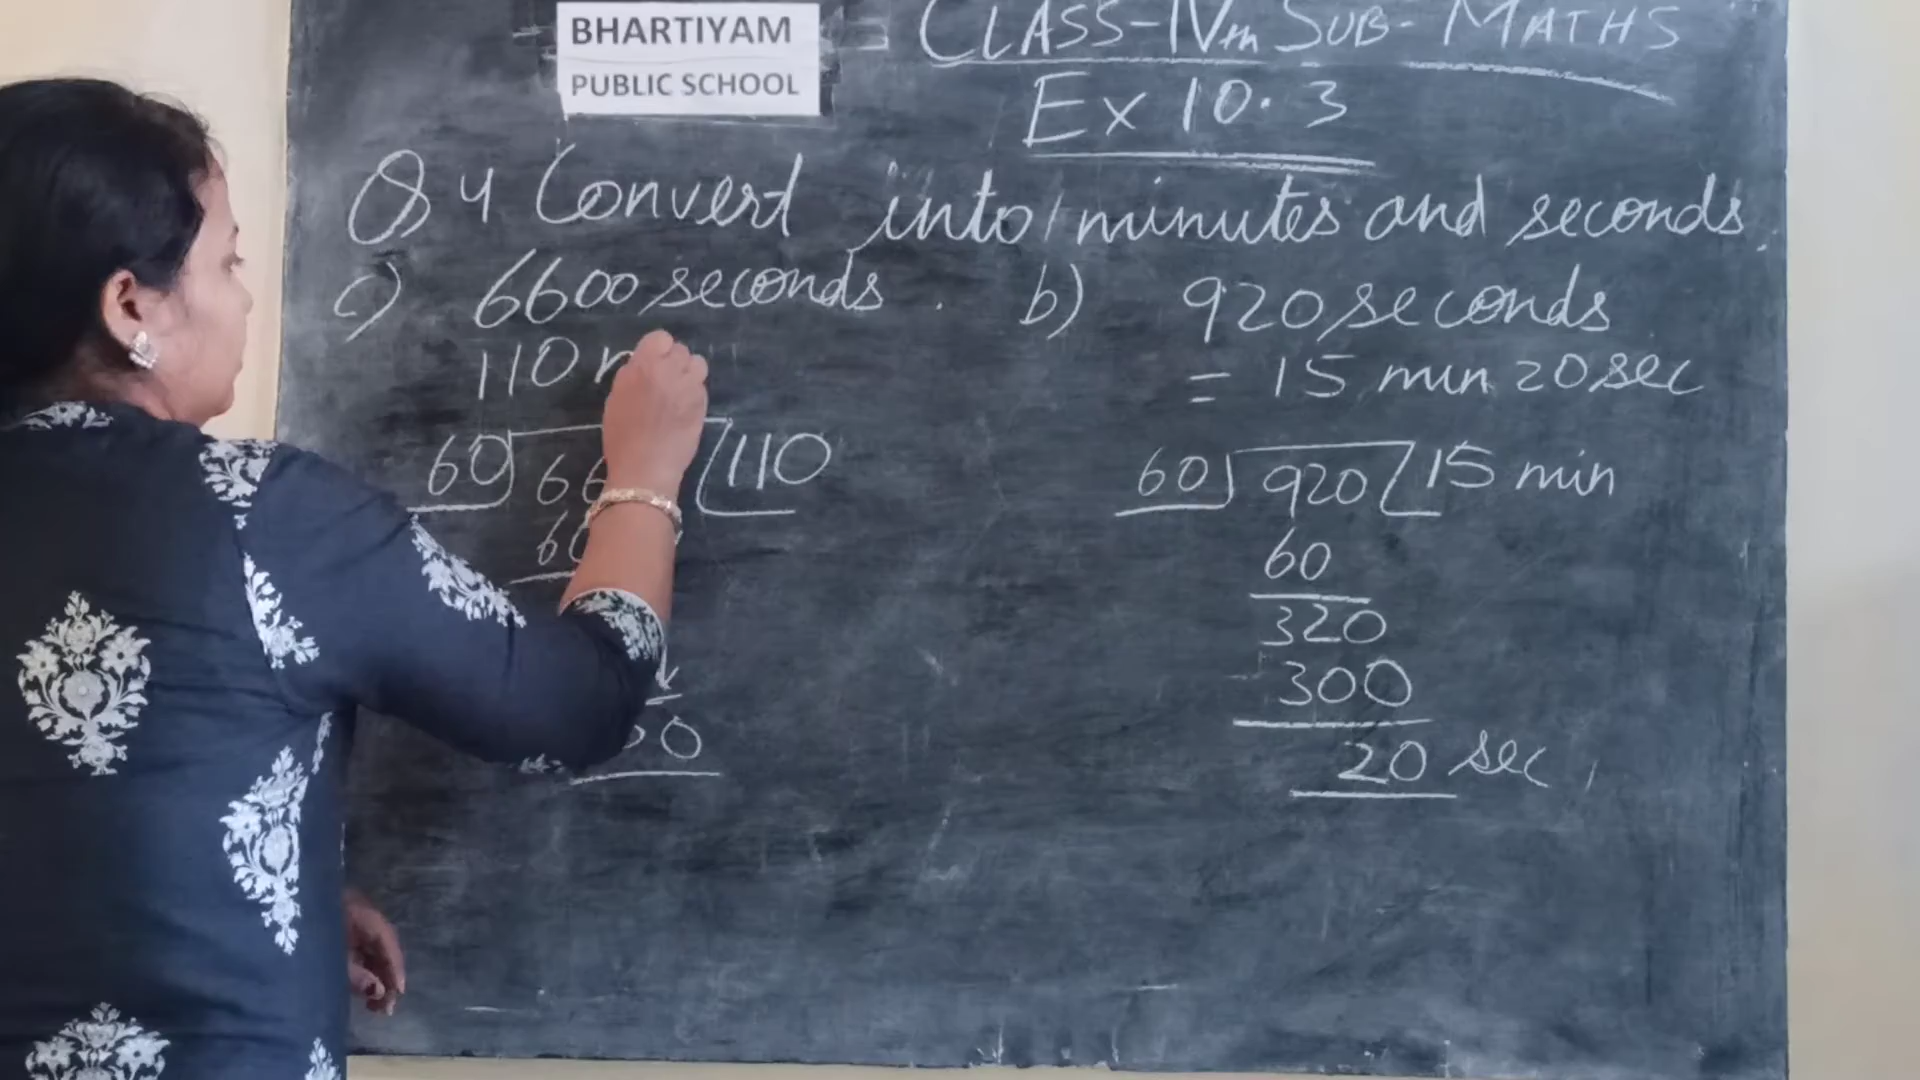 BHARTIYAM
PUBLIC SCHOOL
CLASS-IVth SUB- MATHS
Ex 10.3
Q 4 Convert into minutes and seconds.
c) 6600 seconds
110
60 110
b) 920 seconds
= 15 min 20 sec
60 920 15 min
60
320
300
20 sec